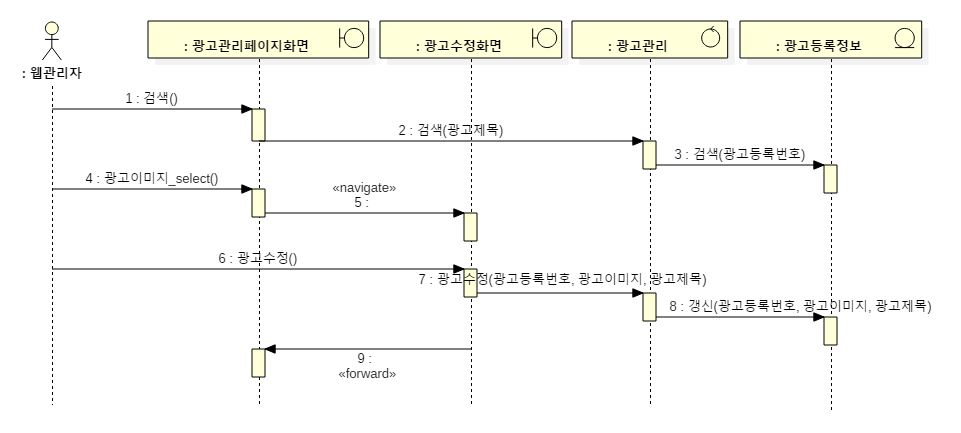 : 웹관리자
: 광고관리페이지화면
: 광고수정화면
: 광고관리
: 광고등록정보
1 : 검색()
2 : 검색(광고제목)
3 : 검색(광고등록번호)
4 : 광고이미지_select()
«navigate»
5 :
6 : 광고수정()
7 : 광고수정(광고등록번호, 광고이미지, 광고제목)
8 : 갱신(광고등록번호, 광고이미지, 광고제목)
9 :
«forward»